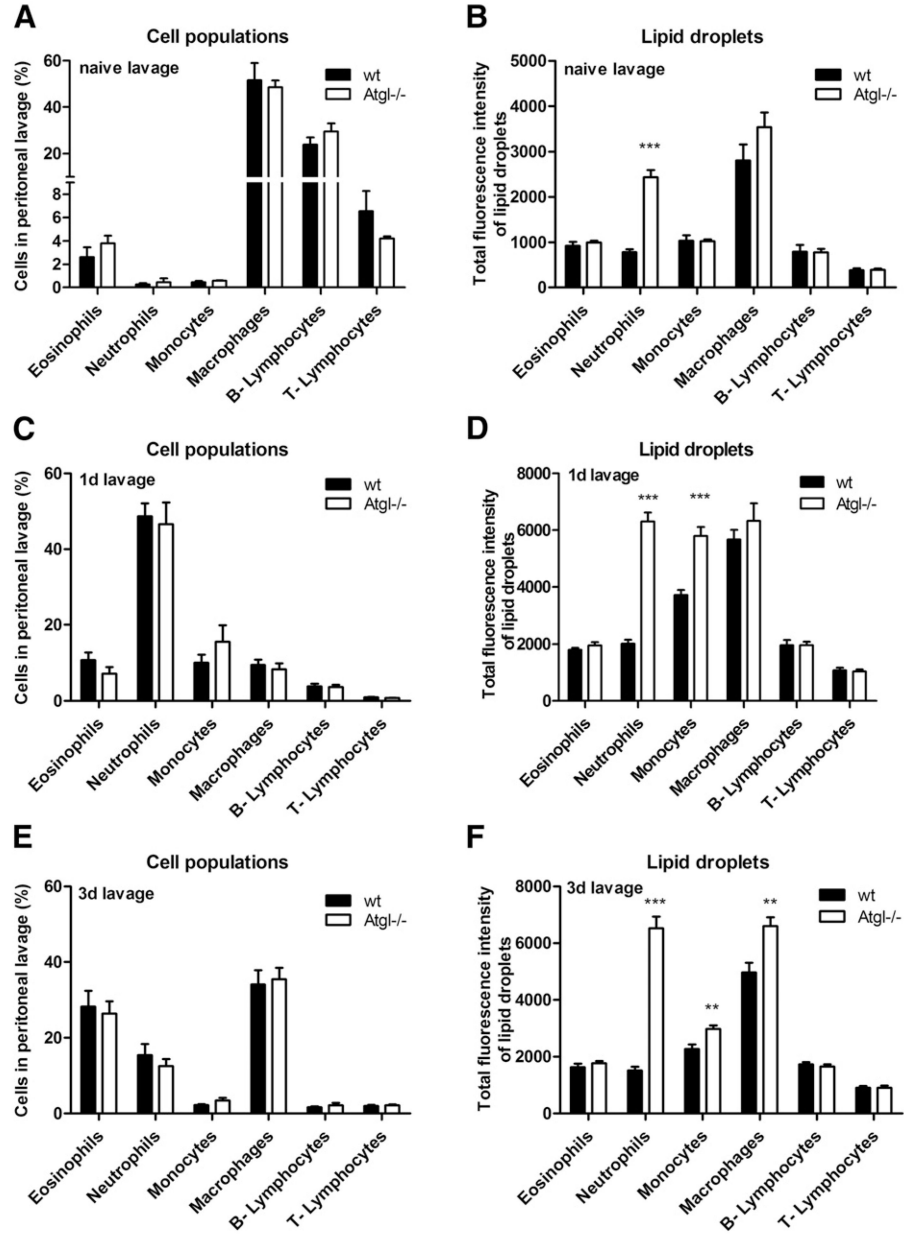 A
Cell populations
naive lavage
wt
Atgl-/-
Cells in peritoneal lavage (%)
60
40
20
8
6
4
2
0
Eosinophils
Neutrophils
Monocytes
Macrophages
B- Lymphocytes
T- Lymphocytes
B
Lipid droplets
naive lavage
wt
Atgl-/-
Total fluorescence intensity
of lipid droplets
5000
4000
3000
2000
1000
0
***
Eosinophils
Neutrophils
Monocytes
Macrophages
B- Lymphocytes
T- Lymphocytes
C
Cell populations
1d lavage
wt
Atgl-/-
Cells in peritoneal lavage (%)
60
40
20
0
Eosinophils
Neutrophils
Monocytes
Macrophages
B- Lymphocytes
T- Lymphocytes
D
Lipid droplets
1d lavage
wt
Atgl-/-
Total fluorescence intensity
of lipid droplets
8000
6000
4000
2000
0
***
***
Eosinophils
Neutrophils
Monocytes
Macrophages
B- Lymphocytes
T- Lymphocytes
E
Cell populations
3d lavage
wt
Atgl-/-
Cells in peritoneal lavage (%)
60
40
20
0
Eosinophils
Neutrophils
Monocytes
Macrophages
B- Lymphocytes
T- Lymphocytes
F
Lipid droplets
3d lavage
wt
Atgl-/-
Total fluorescence intensity
of lipid droplets
8000
6000
4000
2000
0
***
**
**
Eosinophils
Neutrophils
Monocytes
Macrophages
B- Lymphocytes
T- Lymphocytes